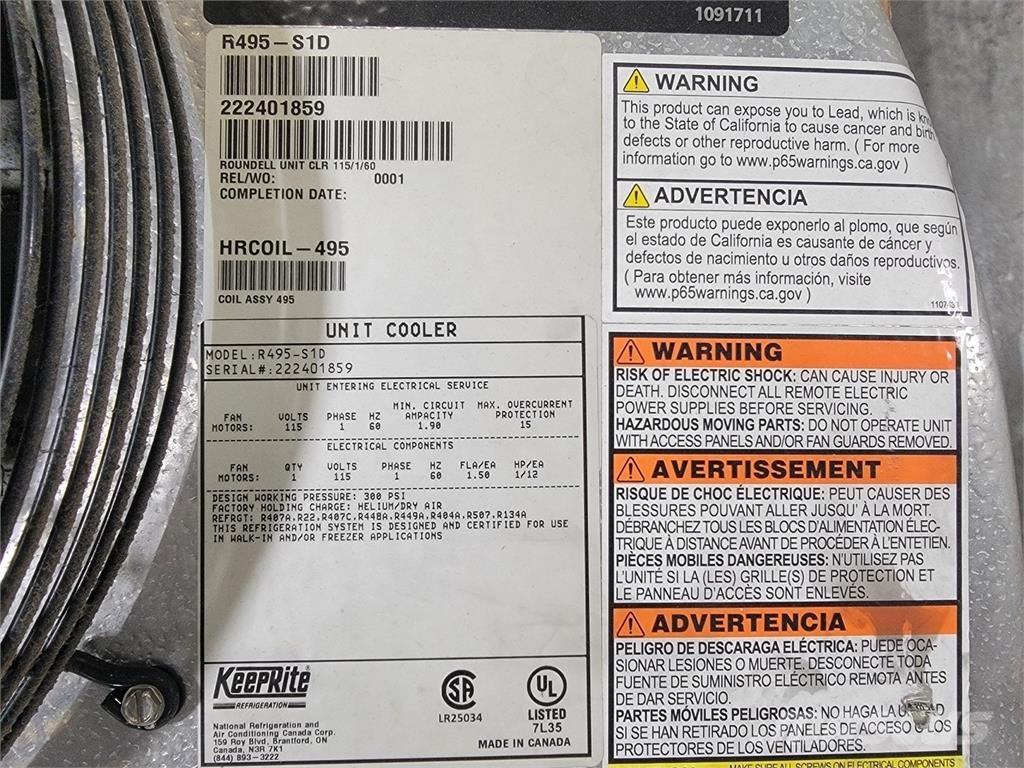 1091711
R495-S1D
222401859
ROUNDELL UNIT CLR 115/1/60
REL/WO: 0001
COMPLETION DATE:
HRCOIL-495
COIL ASSY 495
UNIT COOLER
MODEL:R495-S1D
SERIAL#:222401859
UNIT ENTERING ELECTRICAL SERVICE
MIN. CIRCUIT MAX. OVERCURRENT
FAN VOLTS PHASE HZ AMPACITY PROTECTION
MOTORS: 115 1 60 1.90 15
ELECTRICAL COMPONENTS
FAN QTY VOLTS PHASE HZ FLA/EA HP/EA
MOTORS: 1 115 1 60 1.50 1/12
DESIGN WORKING PRESSURE: 300 PSI
FACTORY HOLDING CHARGE: HELIUM/DRY AIR
REFRGT: R407A,R22,R407C,R448A,R449A,R404A,R507,R134A
THIS REFRIGERATION SYSTEM IS DESIGNED AND CERTIFIED FOR USE
IN WALK-IN AND/OR FREEZER APPLICATIONS
KeepRite®
REFRIGERATION
National Refrigeration and
Air Conditioning Canada Corp.
159 Roy Blvd, Brantford, ON
Canada, N3R 7K1
(844) 893-3222
LR25034
UL
LISTED
7L35
MADE IN CANADA
WARNING
This product can expose you to Lead, which is
to the State of California to cause cancer and birth
defects or other reproductive harm. ( For more
information go to www.p65warnings.ca.gov )
ADVERTENCIA
Este producto puede exponerlo al plomo, que según
el estado de California es causante de cáncer y
defectos de nacimiento u otros daños reproductivos.
( Para obtener más información, visite
www.p65warnings.ca.gov )
WARNING
RISK OF ELECTRIC SHOCK: CAN CAUSE INJURY OR
DEATH. DISCONNECT ALL REMOTE ELECTRIC
POWER SUPPLIES BEFORE SERVICING.
HAZARDOUS MOVING PARTS: DO NOT OPERATE UNIT
WITH ACCESS PANELS AND/OR FAN GUARDS REMOVED.
AVERTISSEMENT
RISQUE DE CHOC ÉLECTRIQUE: PEUT CAUSER DES
BLESSURES POUVANT ALLER JUSQU' À LA MORT.
DÉBRANCHEZ TOUS LES BLOCS D'ALIMENTATION ÉLEC-
TRIQUE À DISTANCE AVANT DE PROCÉDER À L'ENTETIEN.
PIÈCES MOBILES DANGEREUSES: N'UTILISEZ PAS
L'UNITÉ SI LA (LES) GRILLE(S) DE PROTECTION ET
LE PANNEAU D'ACCÈS SONT ENLEVÉS.
ADVERTENCIA
PELIGRO DE DESCARAGA ELÉCTRICA: PUEDE OCA-
SIONAR LESIONES O MUERTE. DESCONECTE TODA
FUENTE DE SUMINISTRO ELÉCTRICO REMOTA ANTES
DE DAR SERVICIO.
PARTES MÓVILES PELIGROSAS: NO HAGA LA
SI SE HAN RETIRADO LOS PANELES DE ACCESO U LOS
PROTECTORES DE LOS VENTILADORES.
MAKE SURE ALL SCREWS ON ELECTRICAL COMPONENTS